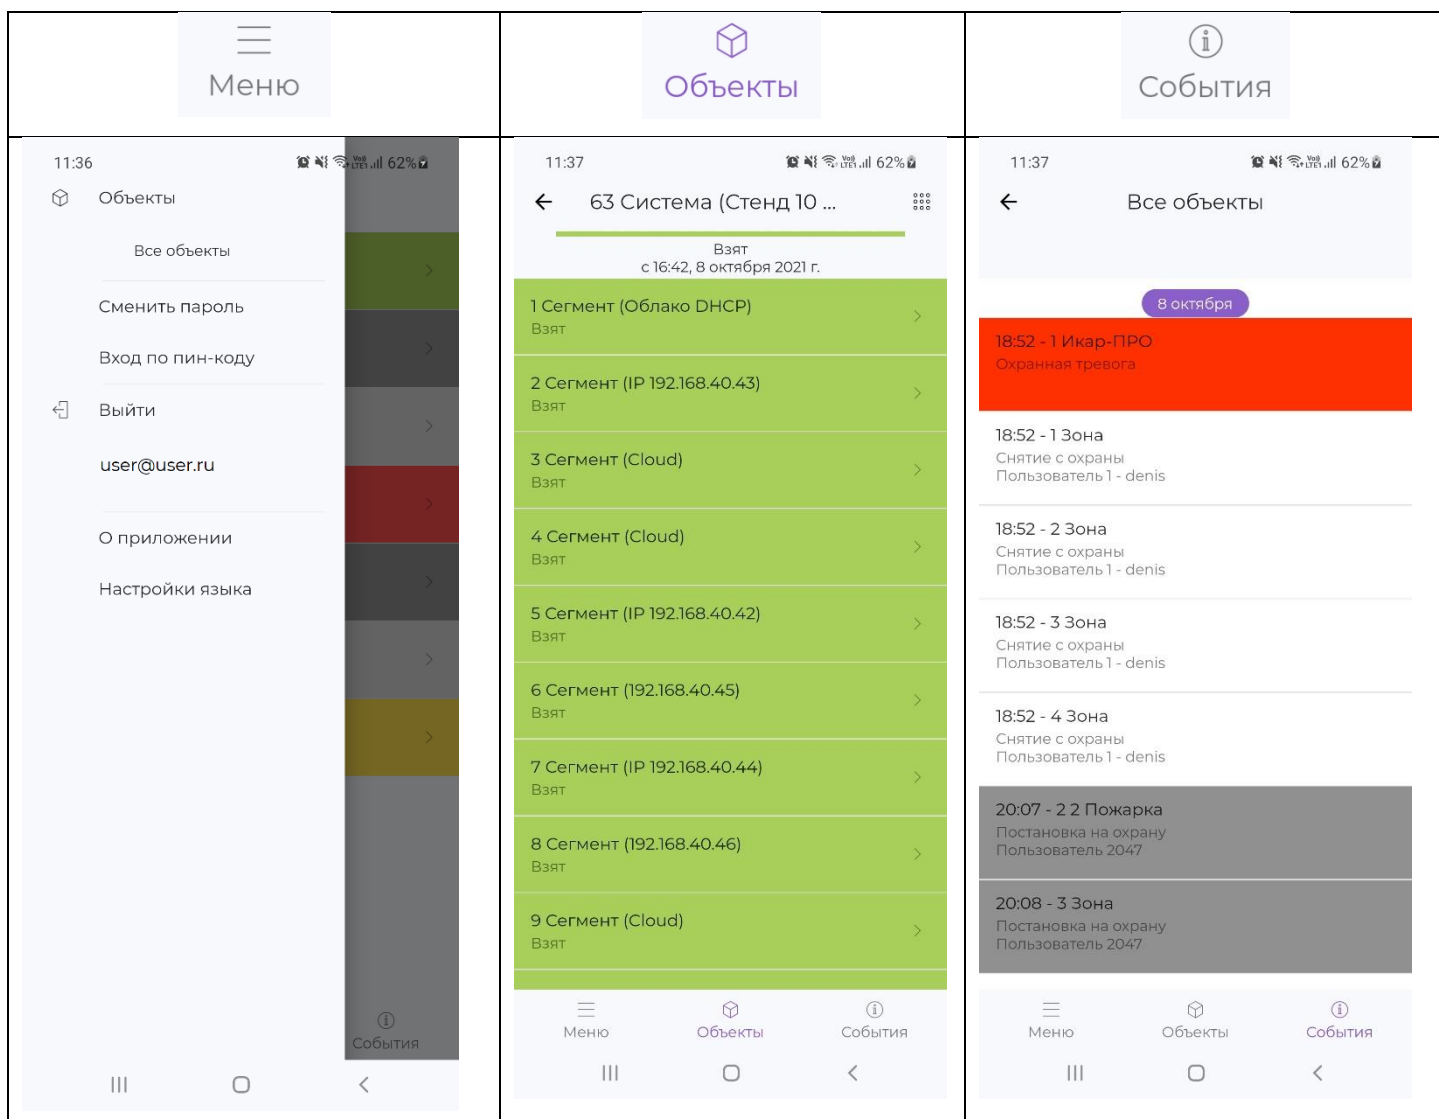 Меню
Объекты
События
11:36
62%
Объекты
Все объекты
Сменить пароль
Вход по пин-коду
Выйти
user@user.ru
О приложении
Настройки языка
События
11:37
62%
63 Система (Стенд 10 ...
Взят
с 16:42, 8 октября 2021 г.
1 Сегмент (Облако DHCP)
Взят
2 Сегмент (IP 192.168.40.43)
Взят
3 Сегмент (Cloud)
Взят
4 Сегмент (Cloud)
Взят
5 Сегмент (IP 192.168.40.42)
Взят
6 Сегмент (192.168.40.45)
Взят
7 Сегмент (IP 192.168.40.44)
Взят
8 Сегмент (192.168.40.46)
Взят
9 Сегмент (Cloud)
Взят
Меню
Объекты
События
11:37
62%
Все объекты
8 октября
18:52 - 1 Икар-ПРО
Охранная тревога
18:52 - 1 Зона
Снятие с охраны
Пользователь 1 - denis
18:52 - 2 Зона
Снятие с охраны
Пользователь 1 - denis
18:52 - 3 Зона
Снятие с охраны
Пользователь 1 - denis
18:52 - 4 Зона
Снятие с охраны
Пользователь 1 - denis
20:07 - 2 2 Пожарка
Постановка на охрану
Пользователь 2047
20:08 - 3 Зона
Постановка на охрану
Пользователь 2047
Меню
Объекты
События